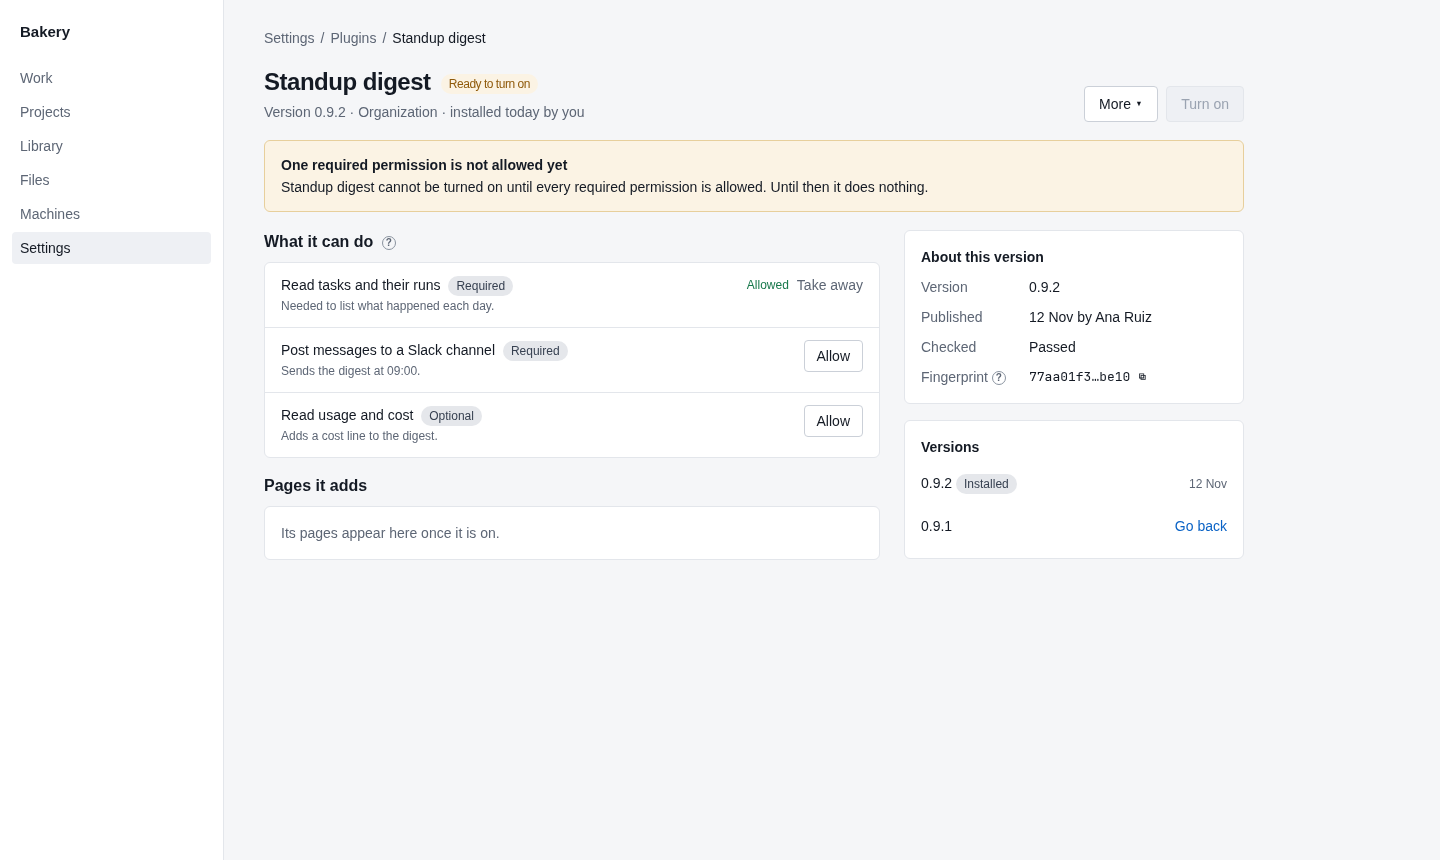 Bakery
Work
Projects
Library
Files
Machines
Settings
Settings / Plugins / Standup digest
Standup digest Ready to turn on
Version 0.9.2 · Organization · installed today by you
More ▾ Turn on
One required permission is not allowed yet
Standup digest cannot be turned on until every required permission is allowed. Until then it does nothing.
What it can do ?
Read tasks and their runs Required Allowed Take away
Needed to list what happened each day.
Post messages to a Slack channel Required Allow
Sends the digest at 09:00.
Read usage and cost Optional Allow
Adds a cost line to the digest.
Pages it adds
Its pages appear here once it is on.
About this version
Version 0.9.2
Published 12 Nov by Ana Ruiz
Checked Passed
Fingerprint ? 77aa01f3…be10
Versions
0.9.2 Installed 12 Nov
0.9.1 Go back